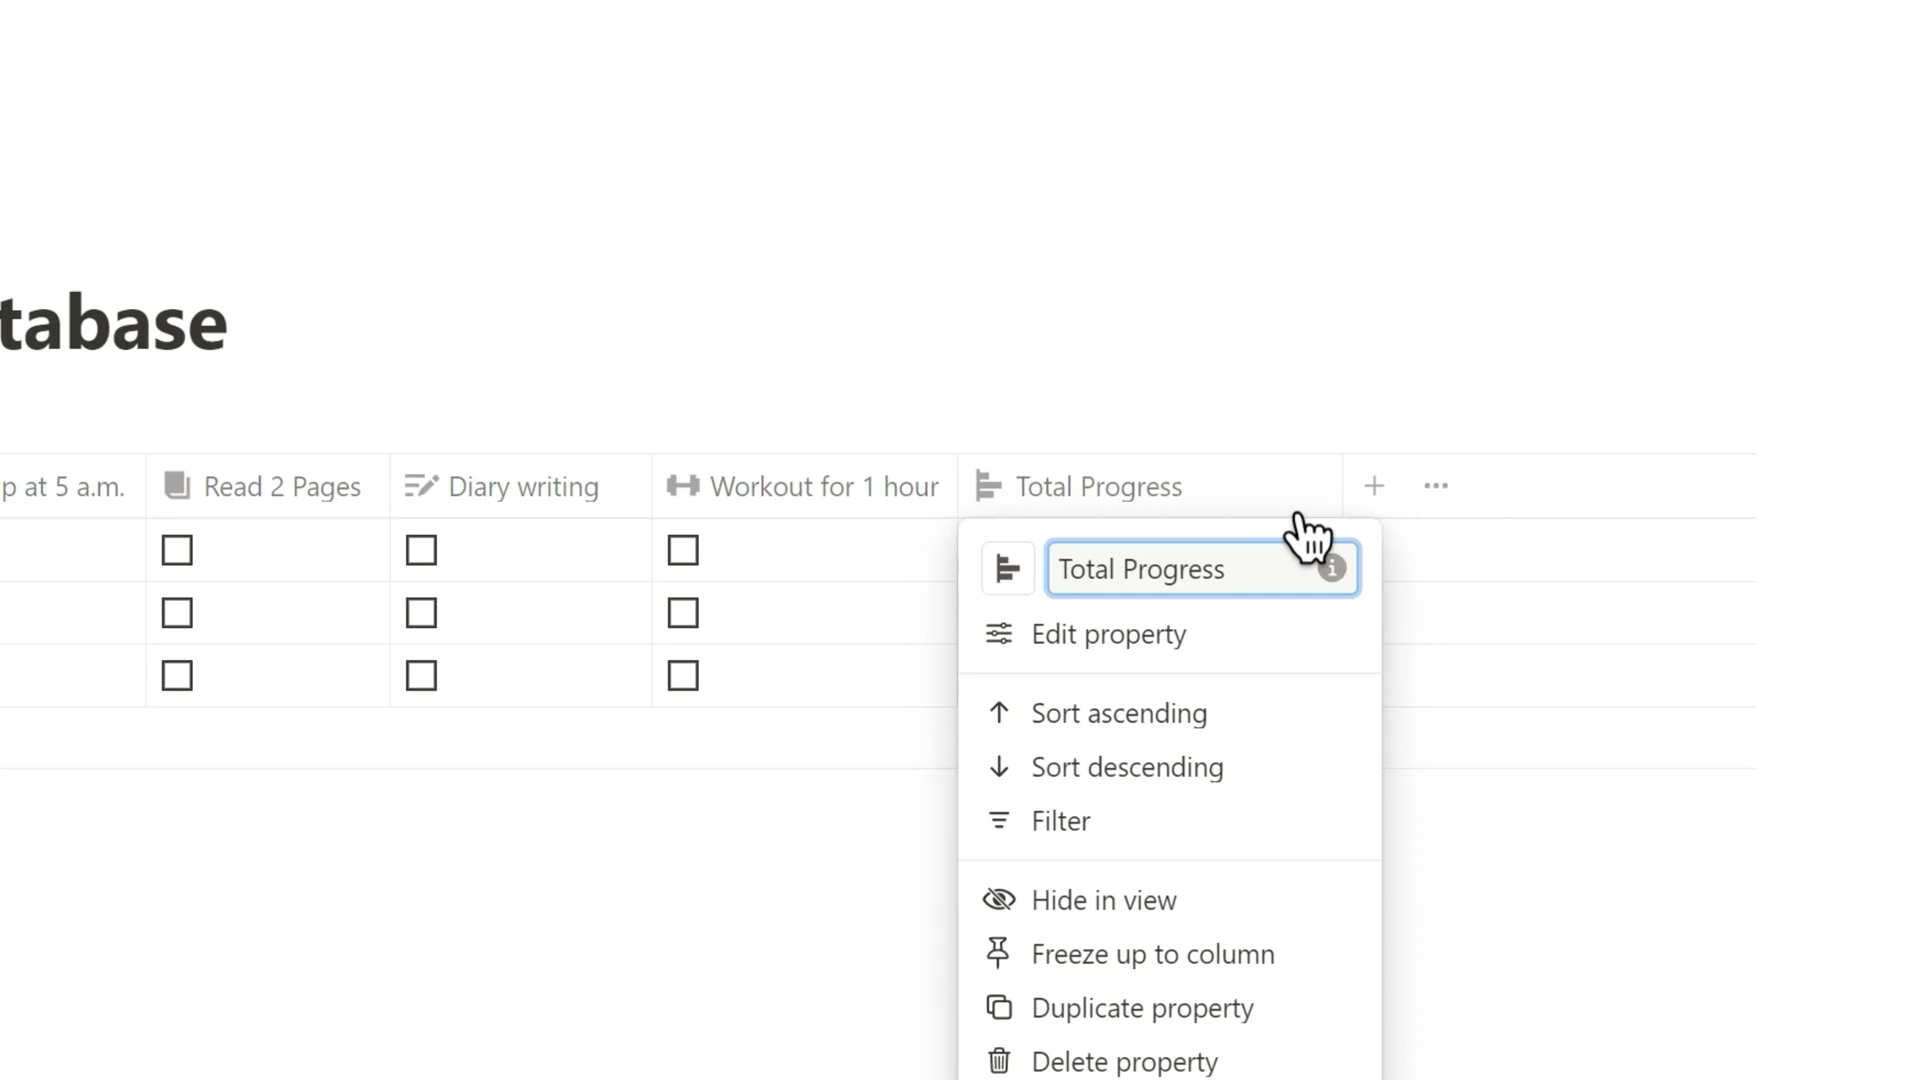 tabase
p at 5 a.m. Read 2 Pages Diary writing Workout for 1 hour Total Progress
Total Progress
Edit property
Sort ascending
Sort descending
Filter
Hide in view
Freeze up to column
Duplicate property
Delete property